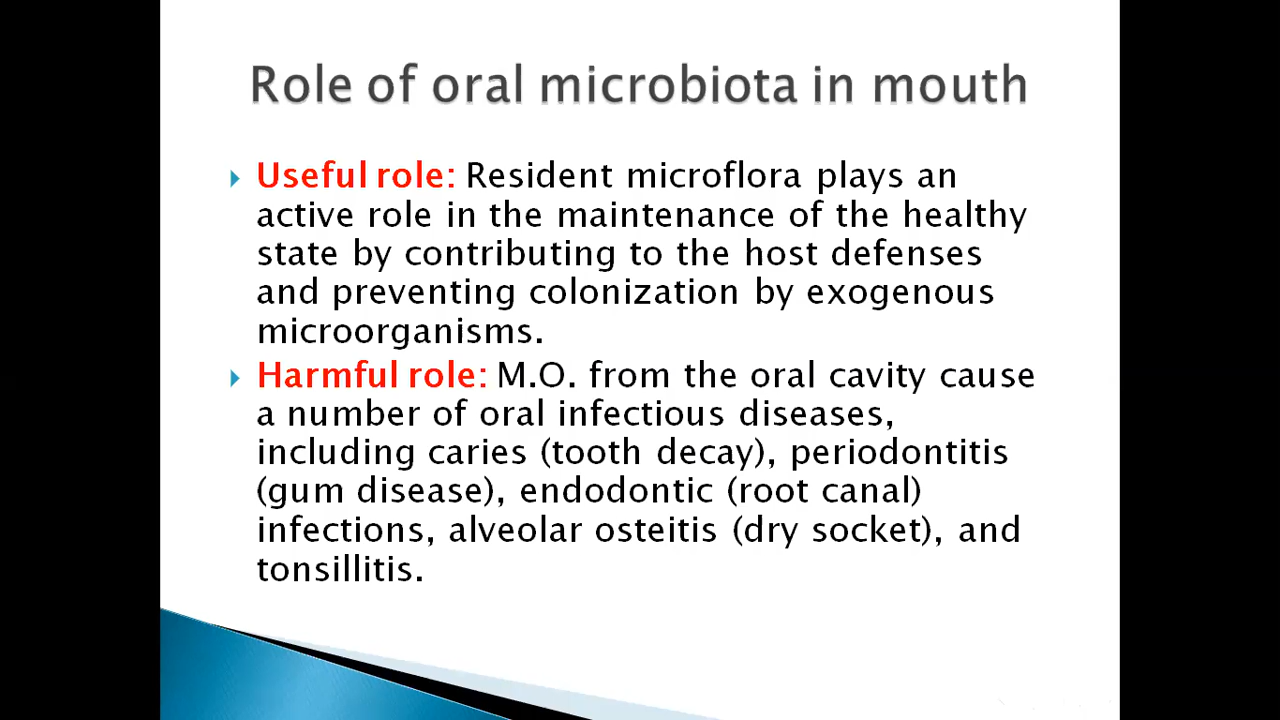 Role of oral microbiota in mouth
Useful role: Resident microflora plays an
active role in the maintenance of the healthy
state by contributing to the host defenses
and preventing colonization by exogenous
microorganisms.
Harmful role: M.O. from the oral cavity cause
a number of oral infectious diseases,
including caries (tooth decay), periodontitis
(gum disease), endodontic (root canal)
infections, alveolar osteitis (dry socket), and
tonsillitis.